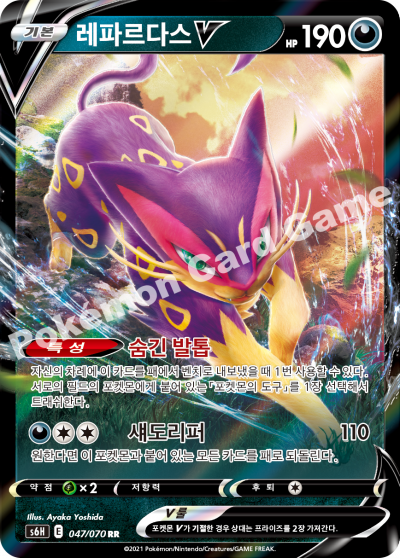 기본 레파르다스V HP 190
Pokémon Card Game
특성 숨긴 발톱
자신의 차례에 이 카드를 패에서 벤치로 내보냈을 때 1번 사용할 수 있다.
서로의 필드의 포켓몬에게 붙어 있는 「포켓몬의 도구」를 1장 선택해서
트래쉬한다.
섀도리퍼 110
원한다면 이 포켓몬과 붙어 있는 모든 카드를 패로 되돌린다.
약점 ×2 저항력 후퇴
Illus. Ayaka Yoshida
V룰
s6H E 047/070 RR
포켓몬 V가 기절한 경우 상대는 프라이즈를 2장 가져간다.
©2021 Pokémon/Nintendo/Creatures/GAME FREAK.